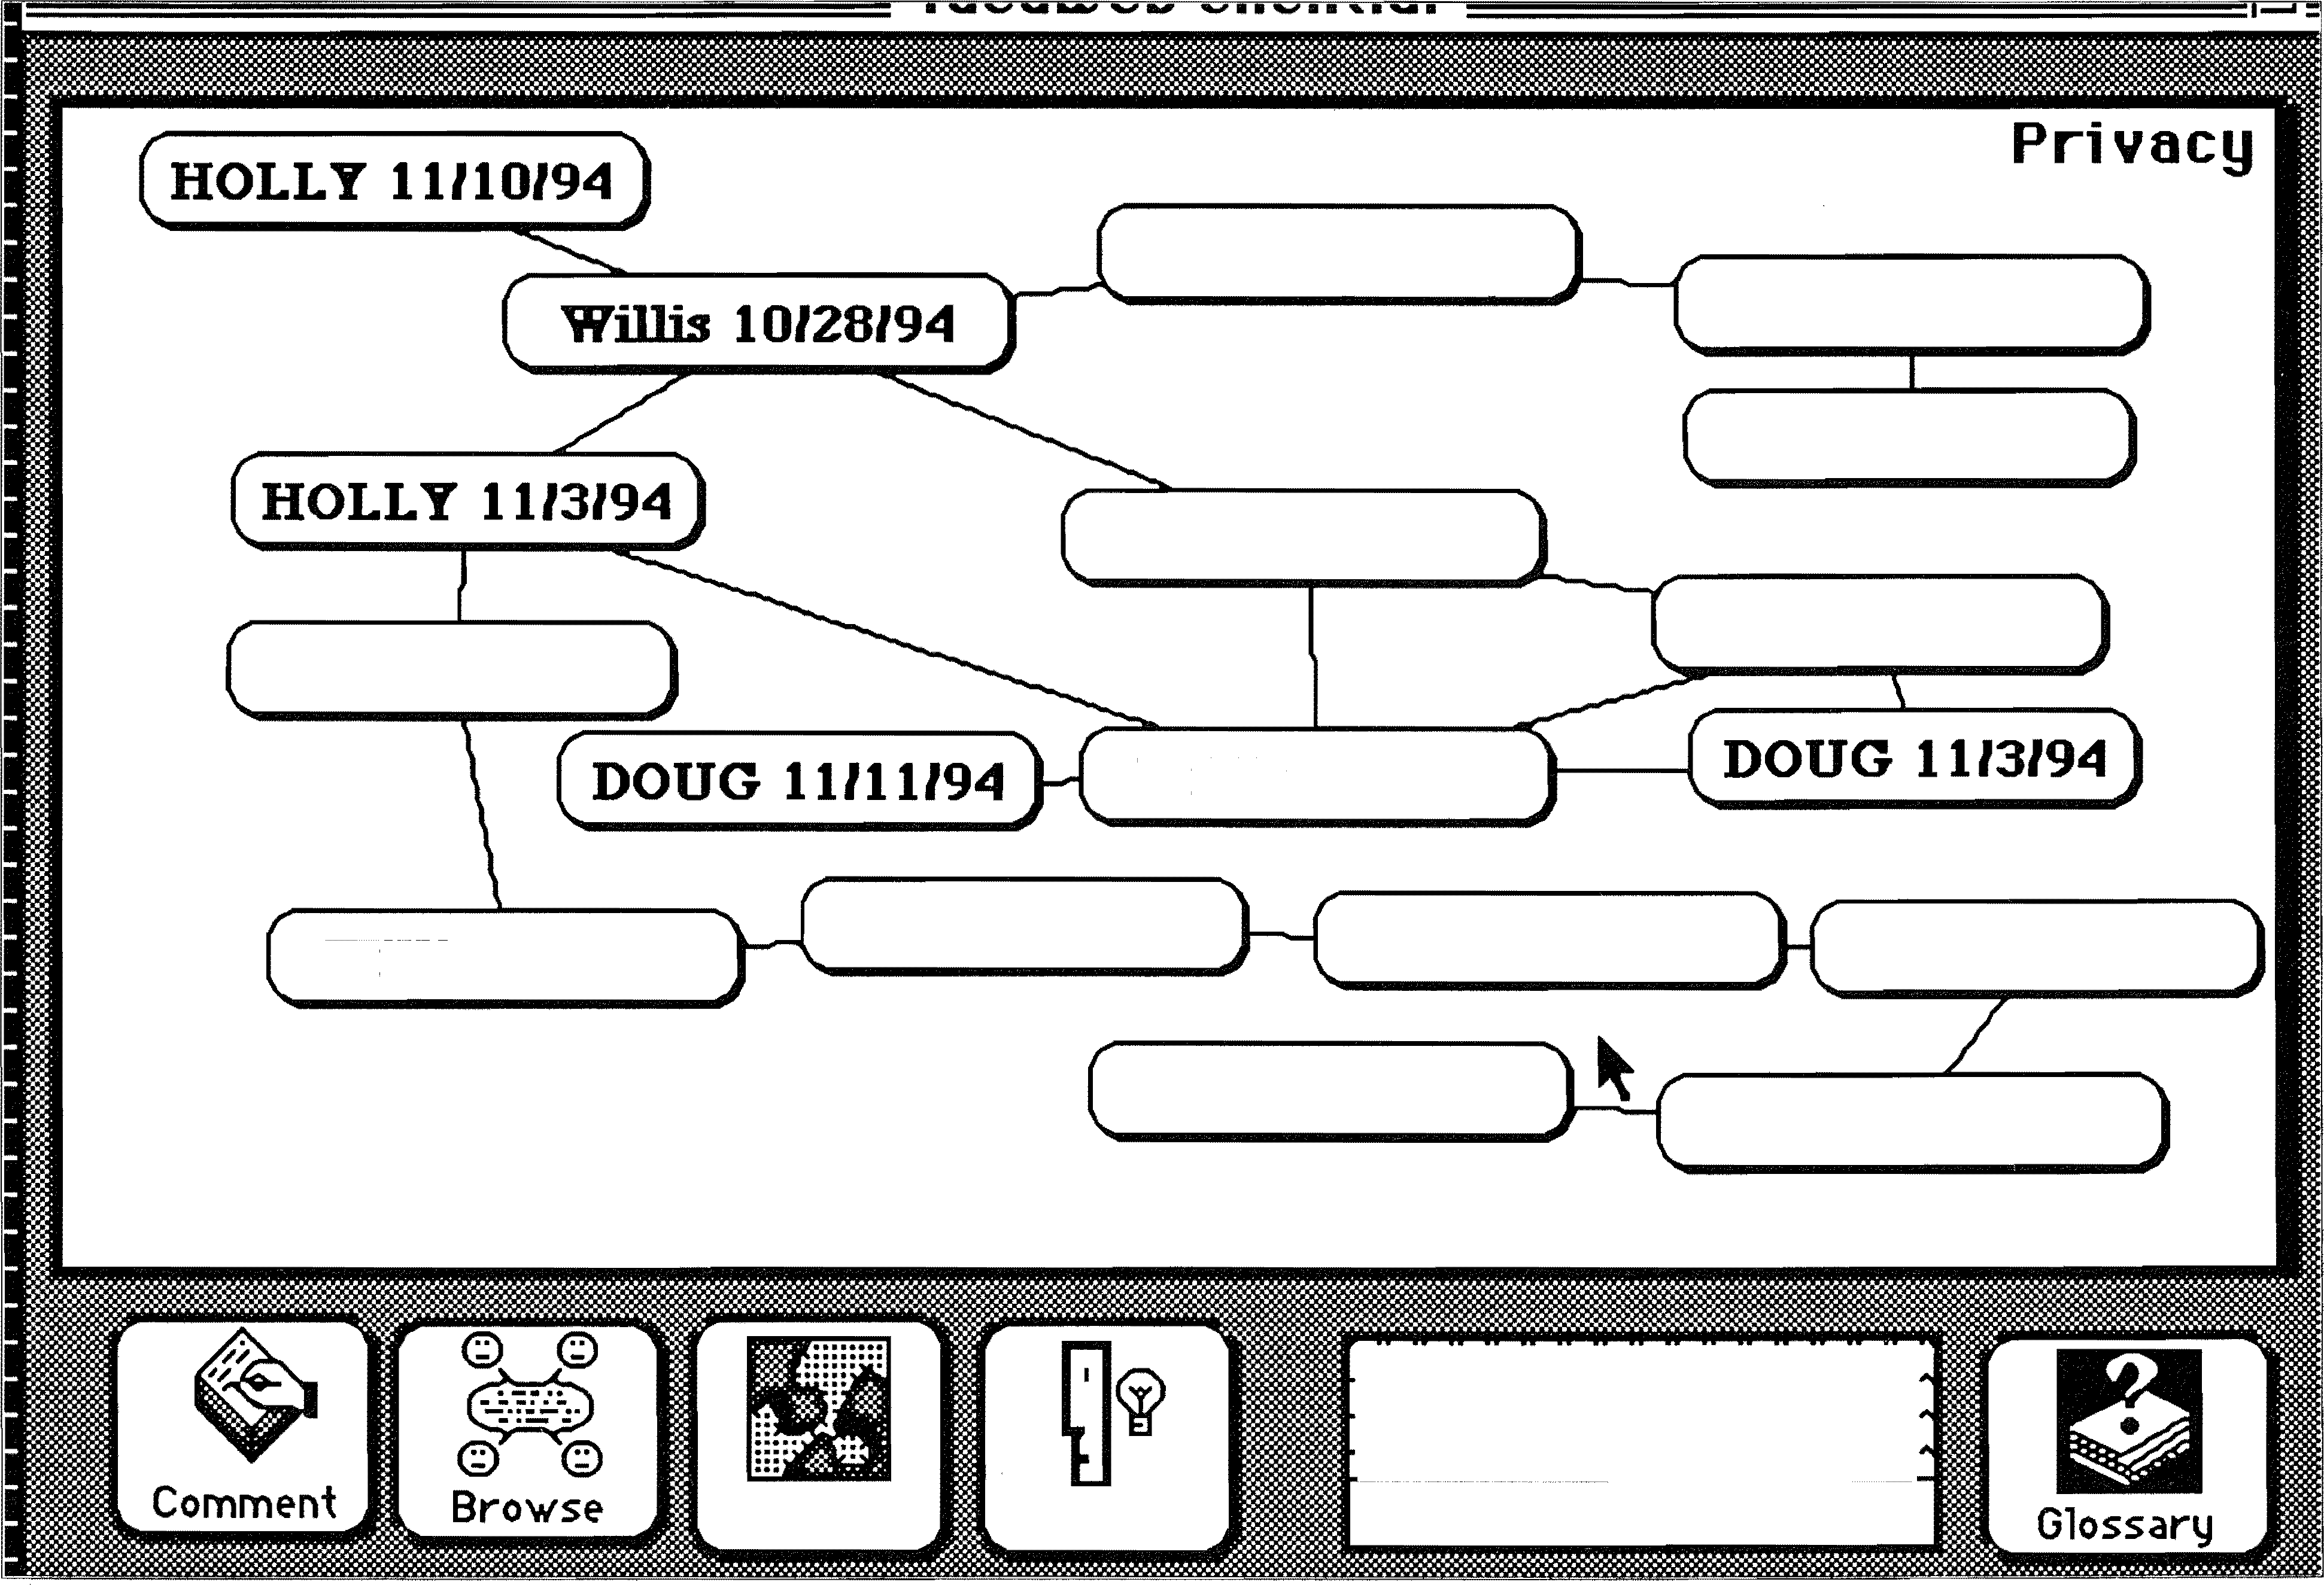 Privacy
HOLLY 11/10/94
Willis 10/28/94
HOLLY 11/3/94
DOUG 11/11/94
DOUG 11/3/94
Comment
Browse
Glossary